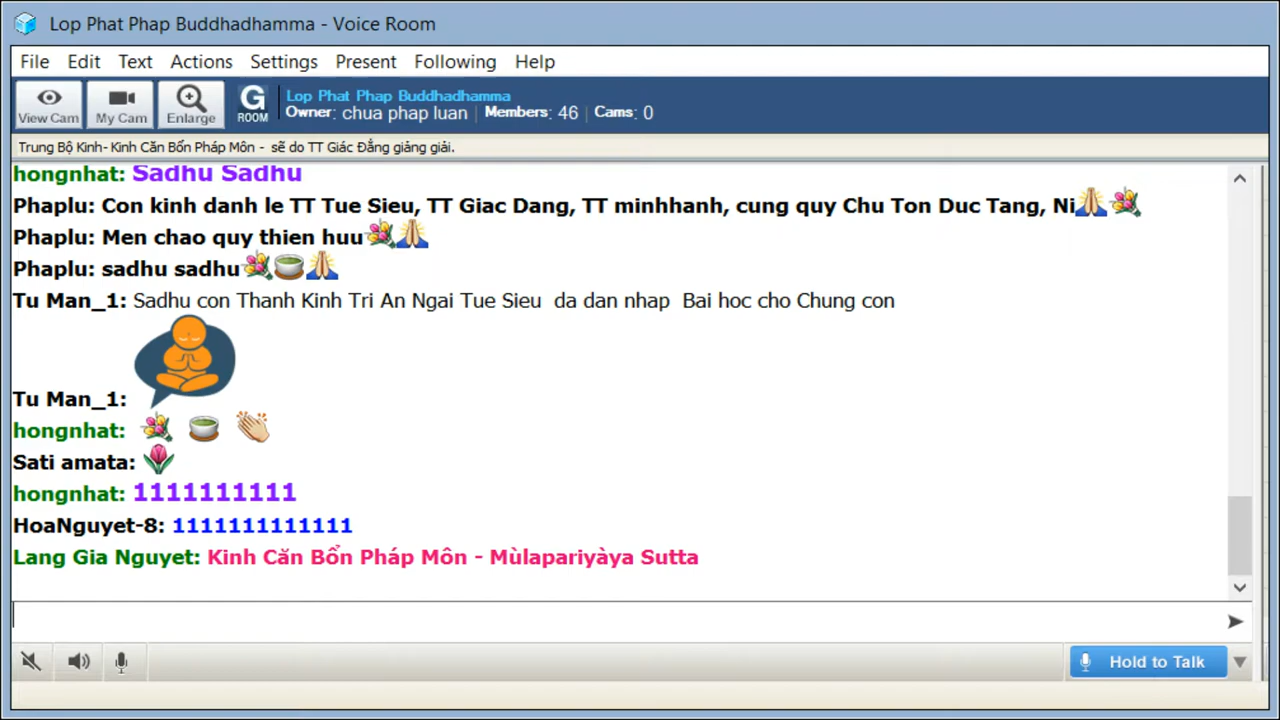 Lop Phat Phap Buddhadhamma - Voice Room
File Edit Text Actions Settings Present Following Help
View Cam My Cam Enlarge G ROOM
Lop Phat Phap Buddhadhamma
Owner: chua phap luan | Members: 46 | Cams: 0
Trung Bộ Kinh- Kinh Căn Bổn Pháp Môn - sẽ do TT Giác Đẳng giảng giải.
hongnhat: Sadhu Sadhu
Phaplu: Con kinh danh le TT Tue Sieu, TT Giac Dang, TT minhhanh, cung quy Chu Ton Duc Tang, Ni
Phaplu: Men chao quy thien huu
Phaplu: sadhu sadhu
Tu Man_1: Sadhu con Thanh Kinh Tri An Ngai Tue Sieu da dan nhap Bai hoc cho Chung con
Tu Man_1:
hongnhat:
Sati amata:
hongnhat: 1111111111
HoaNguyet-8: 1111111111111
Lang Gia Nguyet: Kinh Căn Bổn Pháp Môn - Mùlapariyàya Sutta
Hold to Talk